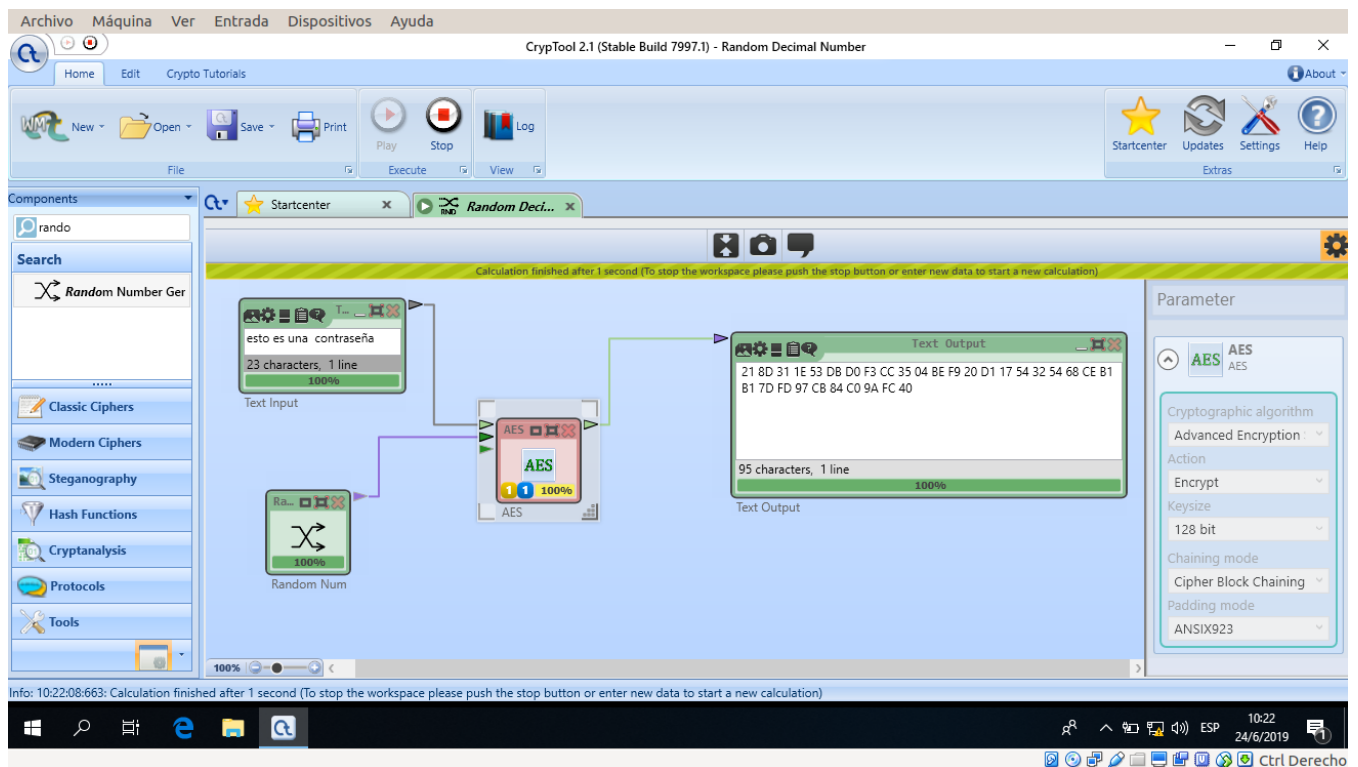 Archivo Máquina Ver Entrada Dispositivos Ayuda
CrypTool 2.1 (Stable Build 7997.1) - Random Decimal Number
Home Edit Crypto Tutorials About
New Open Save Print Play Stop Log Startcenter Updates Settings Help
File Execute View Extras
Components
rando
Search
Random Number Ger
Classic Ciphers
Modern Ciphers
Steganography
Hash Functions
Cryptanalysis
Protocols
Tools
Startcenter x RND Random Deci... x
Calculation finished after 1 second (To stop the workspace please push the stop button or enter new data to start a new calculation)
T...
esto es una contraseña
23 characters, 1 line
100%
Text Input
Ra...
100%
Random Num
AES
AES
1 1 100%
AES
Text Output
21 8D 31 1E 53 DB D0 F3 CC 35 04 BE F9 20 D1 17 54 32 54 68 CE B1
B1 7D FD 97 CB 84 C0 9A FC 40
95 characters, 1 line
100%
Text Output
Parameter
AES AES
AES
Cryptographic algorithm
Advanced Encryption
Action
Encrypt
Keysize
128 bit
Chaining mode
Cipher Block Chaining
Padding mode
ANSIX923
100%
Info: 10:22:08:663: Calculation finished after 1 second (To stop the workspace please push the stop button or enter new data to start a new calculation)
ESP
10:22
24/6/2019
1
Ctrl Derecho